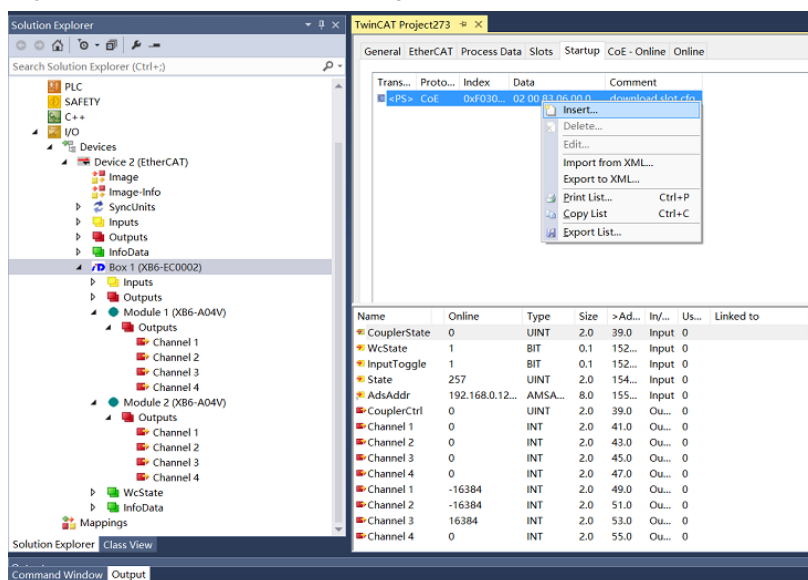 Solution Explorer
Search Solution Explorer (Ctrl+;)
PLC
SAFETY
C++
I/O
Devices
Device 2 (EtherCAT)
Image
Image-Info
SyncUnits
Inputs
Outputs
InfoData
Box 1 (XB6-EC0002)
Inputs
Outputs
Module 1 (XB6-A04V)
Outputs
Channel 1
Channel 2
Channel 3
Channel 4
Module 2 (XB6-A04V)
Outputs
Channel 1
Channel 2
Channel 3
Channel 4
WcState
InfoData
Mappings
Solution Explorer Class View
Command Window Output
TwinCAT Project273
General EtherCAT Process Data Slots Startup CoE - Online Online
Trans... Proto... Index Data Comment
<PS> CoE 0xF030... 02 00 83 06 00 0... download slot cfg
Insert...
Delete...
Edit...
Import from XML...
Export to XML...
Print List... Ctrl+P
Copy List Ctrl+C
Export List...
Name Online Type Size >Ad... In/... Us... Linked to
CouplerState 0 UINT 2.0 39.0 Input 0
WcState 1 BIT 0.1 152... Input 0
InputToggle 1 BIT 0.1 152... Input 0
State 257 UINT 2.0 154... Input 0
AdsAddr 192.168.0.12... AMSA... 8.0 155... Input 0
CouplerCtrl 0 UINT 2.0 39.0 Ou... 0
Channel 1 0 INT 2.0 41.0 Ou... 0
Channel 2 0 INT 2.0 43.0 Ou... 0
Channel 3 0 INT 2.0 45.0 Ou... 0
Channel 4 0 INT 2.0 47.0 Ou... 0
Channel 1 -16384 INT 2.0 49.0 Ou... 0
Channel 2 -16384 INT 2.0 51.0 Ou... 0
Channel 3 16384 INT 2.0 53.0 Ou... 0
Channel 4 0 INT 2.0 55.0 Ou... 0